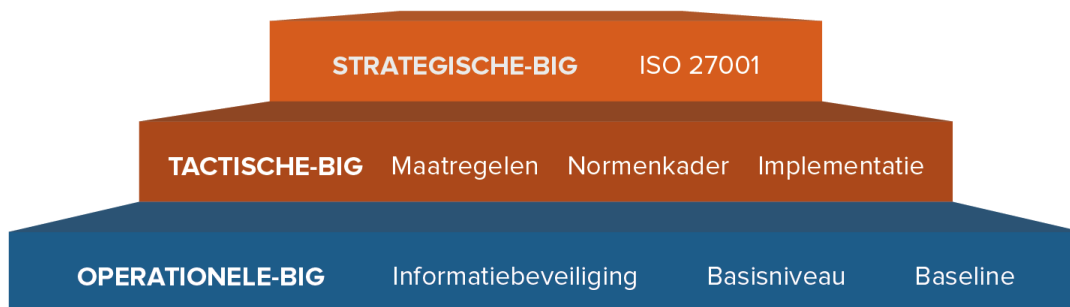 STRATEGISCHE-BIG ISO 27001
TACTISCHE-BIG Maatregelen Normenkader Implementatie
OPERATIONELE-BIG Informatiebeveiliging Basisniveau Baseline